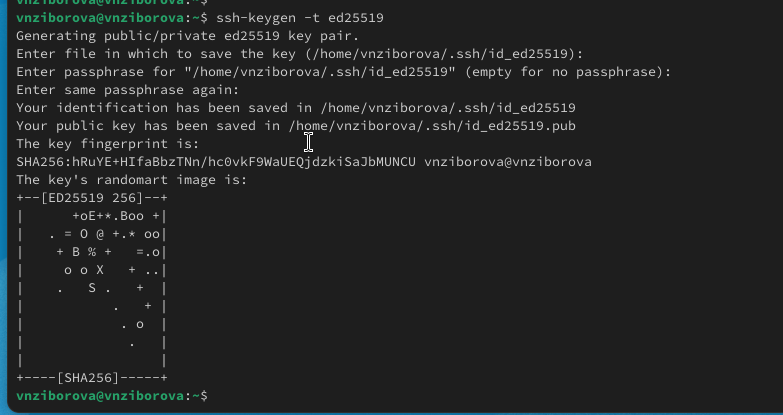 vnziborova@vnziborova:~$
vnziborova@vnziborova:~$ ssh-keygen -t ed25519
Generating public/private ed25519 key pair.
Enter file in which to save the key (/home/vnziborova/.ssh/id_ed25519):
Enter passphrase for "/home/vnziborova/.ssh/id_ed25519" (empty for no passphrase):
Enter same passphrase again:
Your identification has been saved in /home/vnziborova/.ssh/id_ed25519
Your public key has been saved in /home/vnziborova/.ssh/id_ed25519.pub
The key fingerprint is:
SHA256:hRuYE+HIfaBbzTNn/hc0vkF9WaUEQjdzkiSaJbMUNCU vnziborova@vnziborova
The key's randomart image is:
+--[ED25519 256]--+
|      +oE+*.Boo +|
|   . = O @ +.* oo|
|    + B % +   =.o|
|     o o X   + ..|
|    .   S .   +  |
|           .   + |
|            . o  |
|             .   |
|                 |
+----[SHA256]-----+
vnziborova@vnziborova:~$